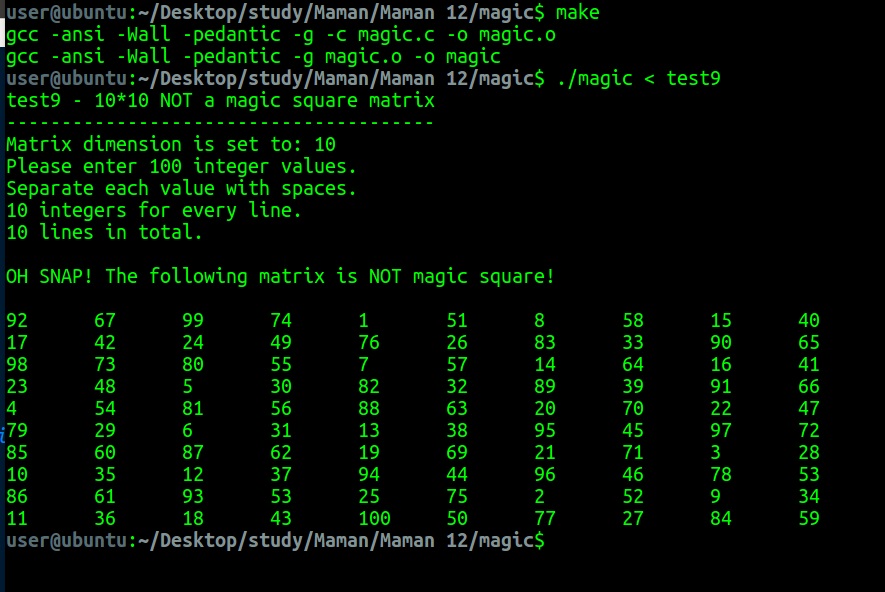 user@ubuntu:~/Desktop/study/Maman/Maman 12/magic$ make
gcc -ansi -Wall -pedantic -g -c magic.c -o magic.o
gcc -ansi -Wall -pedantic -g magic.o -o magic
user@ubuntu:~/Desktop/study/Maman/Maman 12/magic$ ./magic < test9
test9 - 10*10 NOT a magic square matrix
---------------------------------------
Matrix dimension is set to: 10
Please enter 100 integer values.
Separate each value with spaces.
10 integers for every line.
10 lines in total.
OH SNAP! The following matrix is NOT magic square!
92 67 99 74 1 51 8 58 15 40
17 42 24 49 76 26 83 33 90 65
98 73 80 55 7 57 14 64 16 41
23 48 5 30 82 32 89 39 91 66
4 54 81 56 88 63 20 70 22 47
79 29 6 31 13 38 95 45 97 72
85 60 87 62 19 69 21 71 3 28
10 35 12 37 94 44 96 46 78 53
86 61 93 53 25 75 2 52 9 34
11 36 18 43 100 50 77 27 84 59
user@ubuntu:~/Desktop/study/Maman/Maman 12/magic$